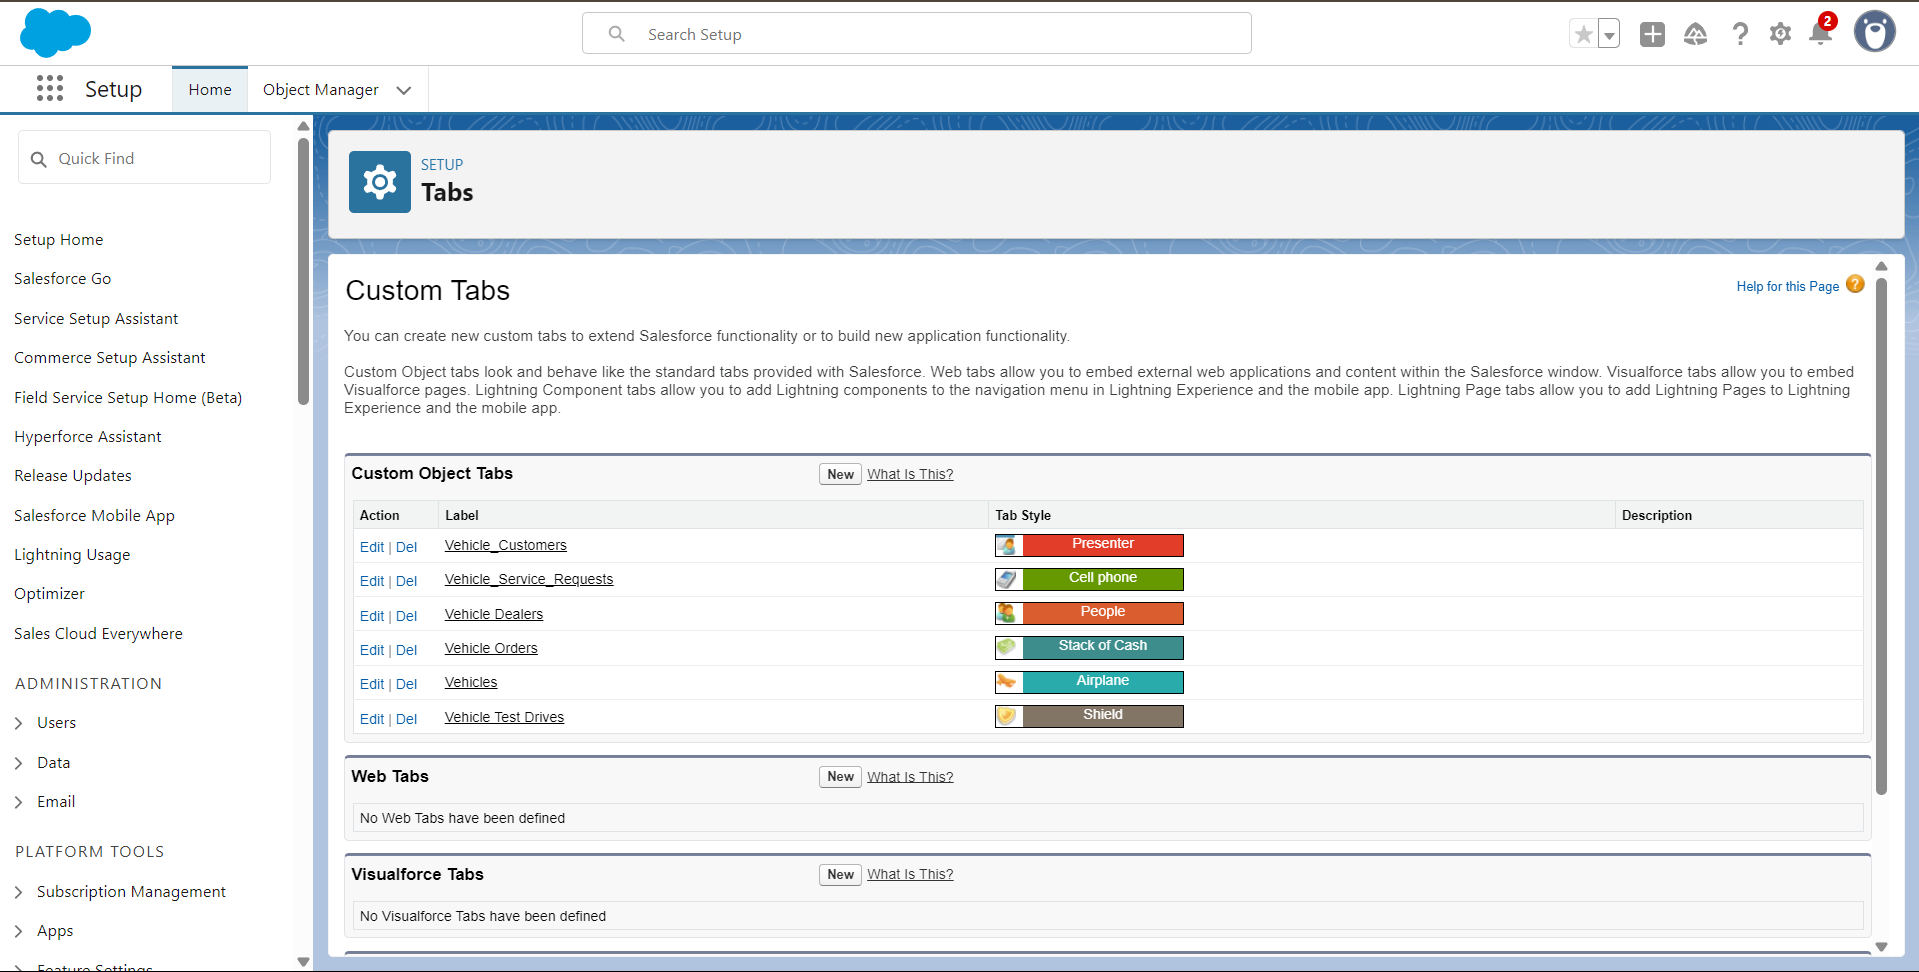 Search Setup
2
Setup
Home
Object Manager
Quick Find
Setup Home
Salesforce Go
Service Setup Assistant
Commerce Setup Assistant
Field Service Setup Home (Beta)
Hyperforce Assistant
Release Updates
Salesforce Mobile App
Lightning Usage
Optimizer
Sales Cloud Everywhere
ADMINISTRATION
Users
Data
Email
PLATFORM TOOLS
Subscription Management
Apps
Feature Settings
SETUP
Tabs
Custom Tabs
Help for this Page
You can create new custom tabs to extend Salesforce functionality or to build new application functionality.
Custom Object tabs look and behave like the standard tabs provided with Salesforce. Web tabs allow you to embed external web applications and content within the Salesforce window. Visualforce tabs allow you to embed
Visualforce pages. Lightning Component tabs allow you to add Lightning components to the navigation menu in Lightning Experience and the mobile app. Lightning Page tabs allow you to add Lightning Pages to Lightning
Experience and the mobile app.
Custom Object Tabs New What Is This?
Action Label Tab Style Description
Edit | Del Vehicle_Customers Presenter
Edit | Del Vehicle_Service_Requests Cell phone
Edit | Del Vehicle Dealers People
Edit | Del Vehicle Orders Stack of Cash
Edit | Del Vehicles Airplane
Edit | Del Vehicle Test Drives Shield
Web Tabs New What Is This?
No Web Tabs have been defined
Visualforce Tabs New What Is This?
No Visualforce Tabs have been defined